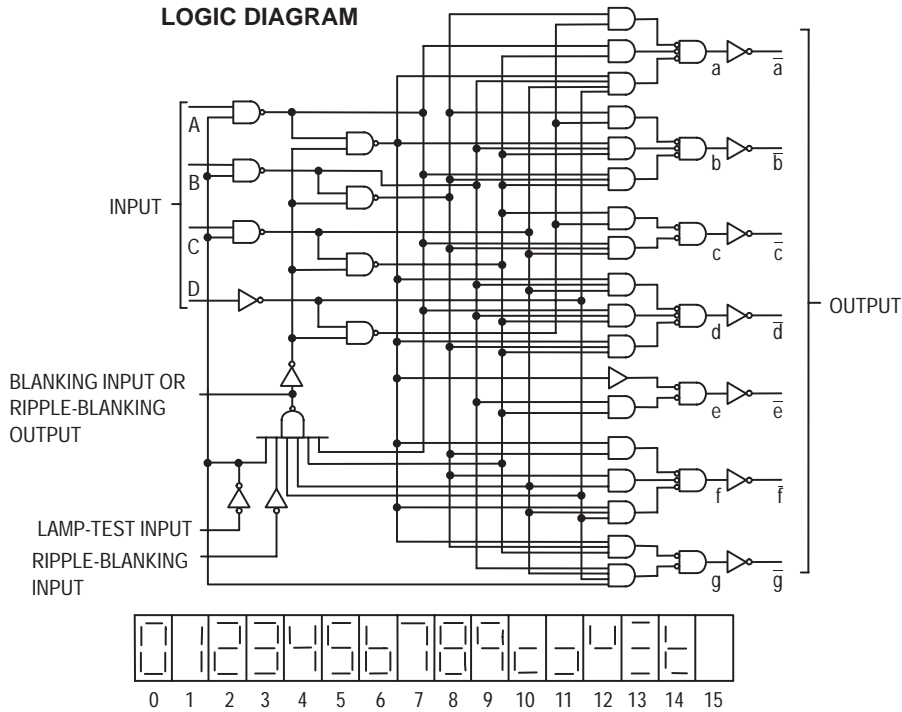 LOGIC DIAGRAM
a
a̅
A
b
b̅
B
INPUT
C
c
c̅
D
d
d̅
OUTPUT
BLANKING INPUT OR
RIPPLE-BLANKING
OUTPUT
e
e̅
f
f̅
LAMP-TEST INPUT
RIPPLE-BLANKING
INPUT
g
g̅
0 1 2 3 4 5 6 7 8 9 10 11 12 13 14 15